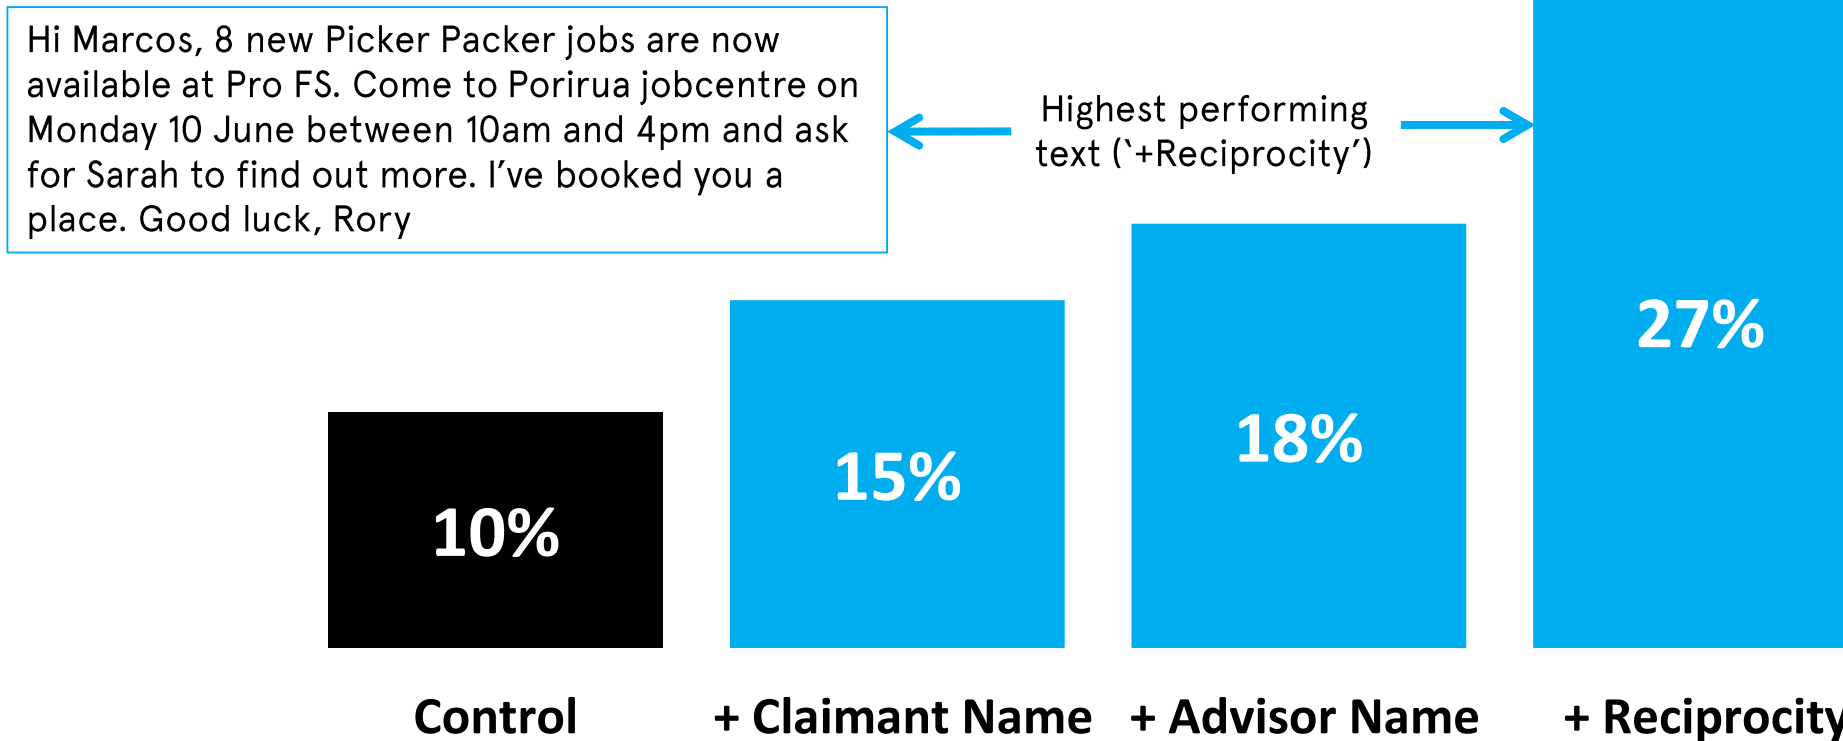 Hi Marcos, 8 new Picker Packer jobs are now
available at Pro FS. Come to Porirua jobcentre on
Monday 10 June between 10am and 4pm and ask
for Sarah to find out more. I’ve booked you a
place. Good luck, Rory
Highest performing
text (‘+Reciprocity’)
10%
15%
18%
27%
Control
+ Claimant Name
+ Advisor Name
+ Reciprocity